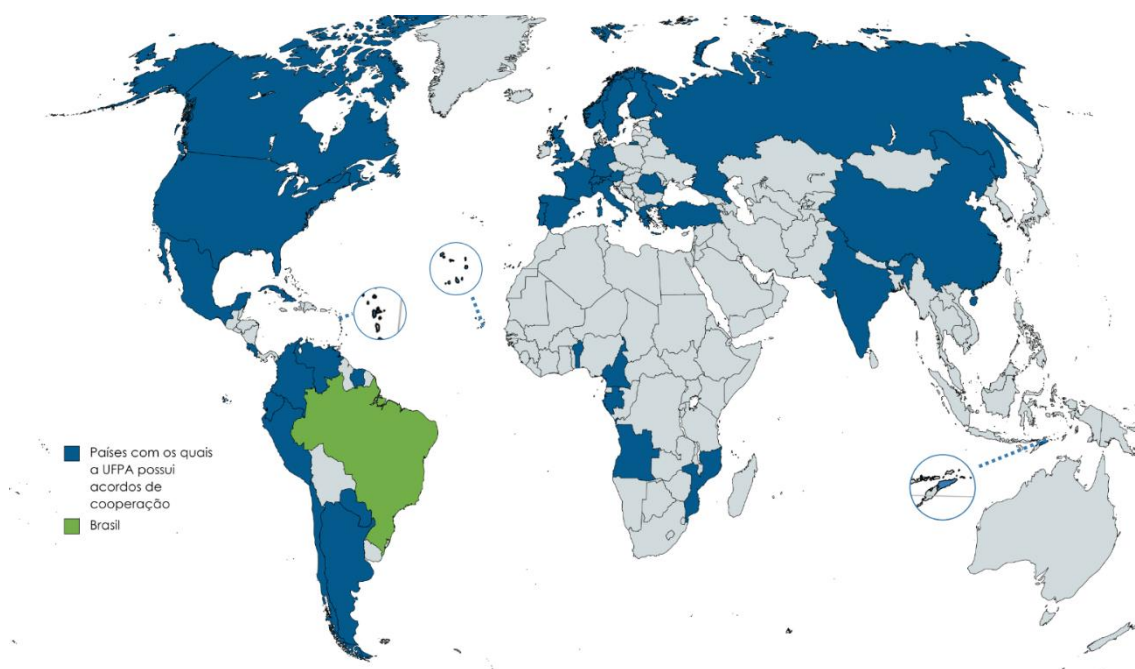 Países com os quais
a UFPA possui
acordos de
cooperação
Brasil